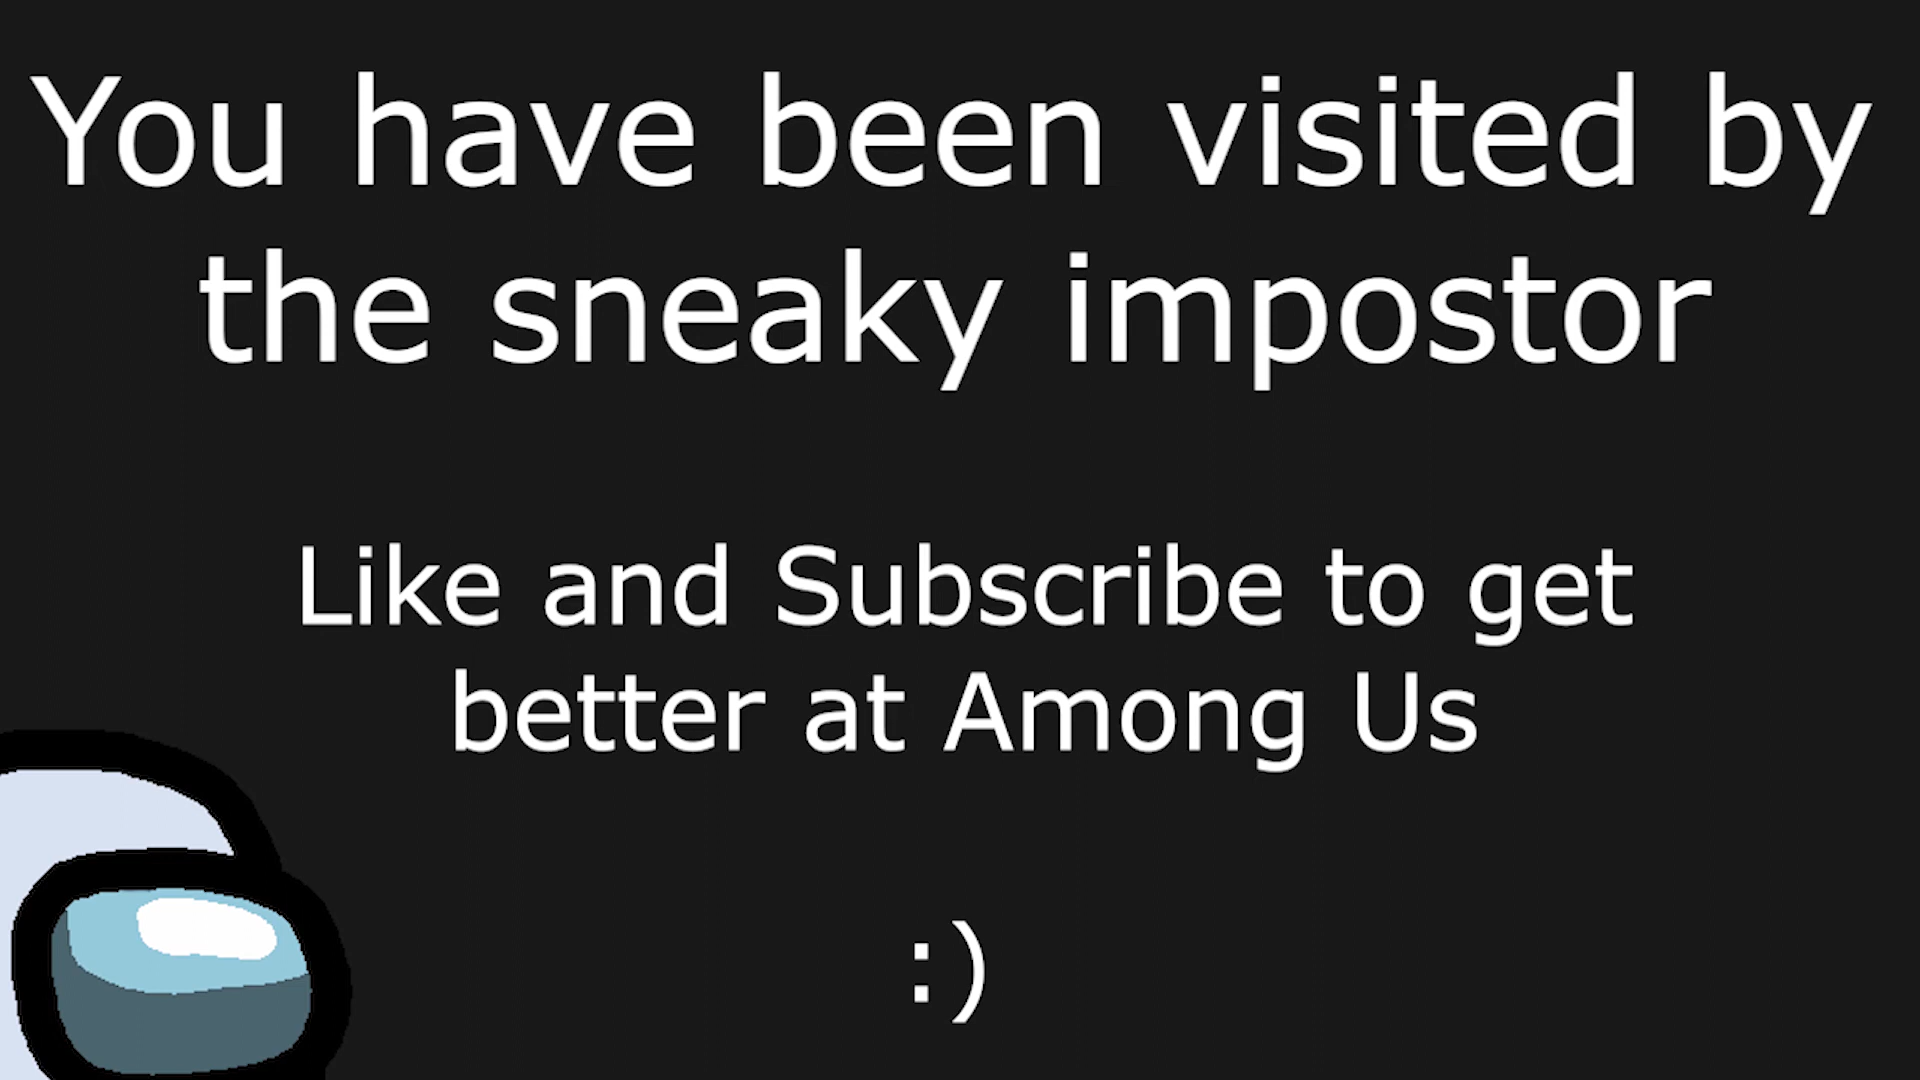 You have been visited by
the sneaky impostor
Like and Subscribe to get
better at Among Us
:)